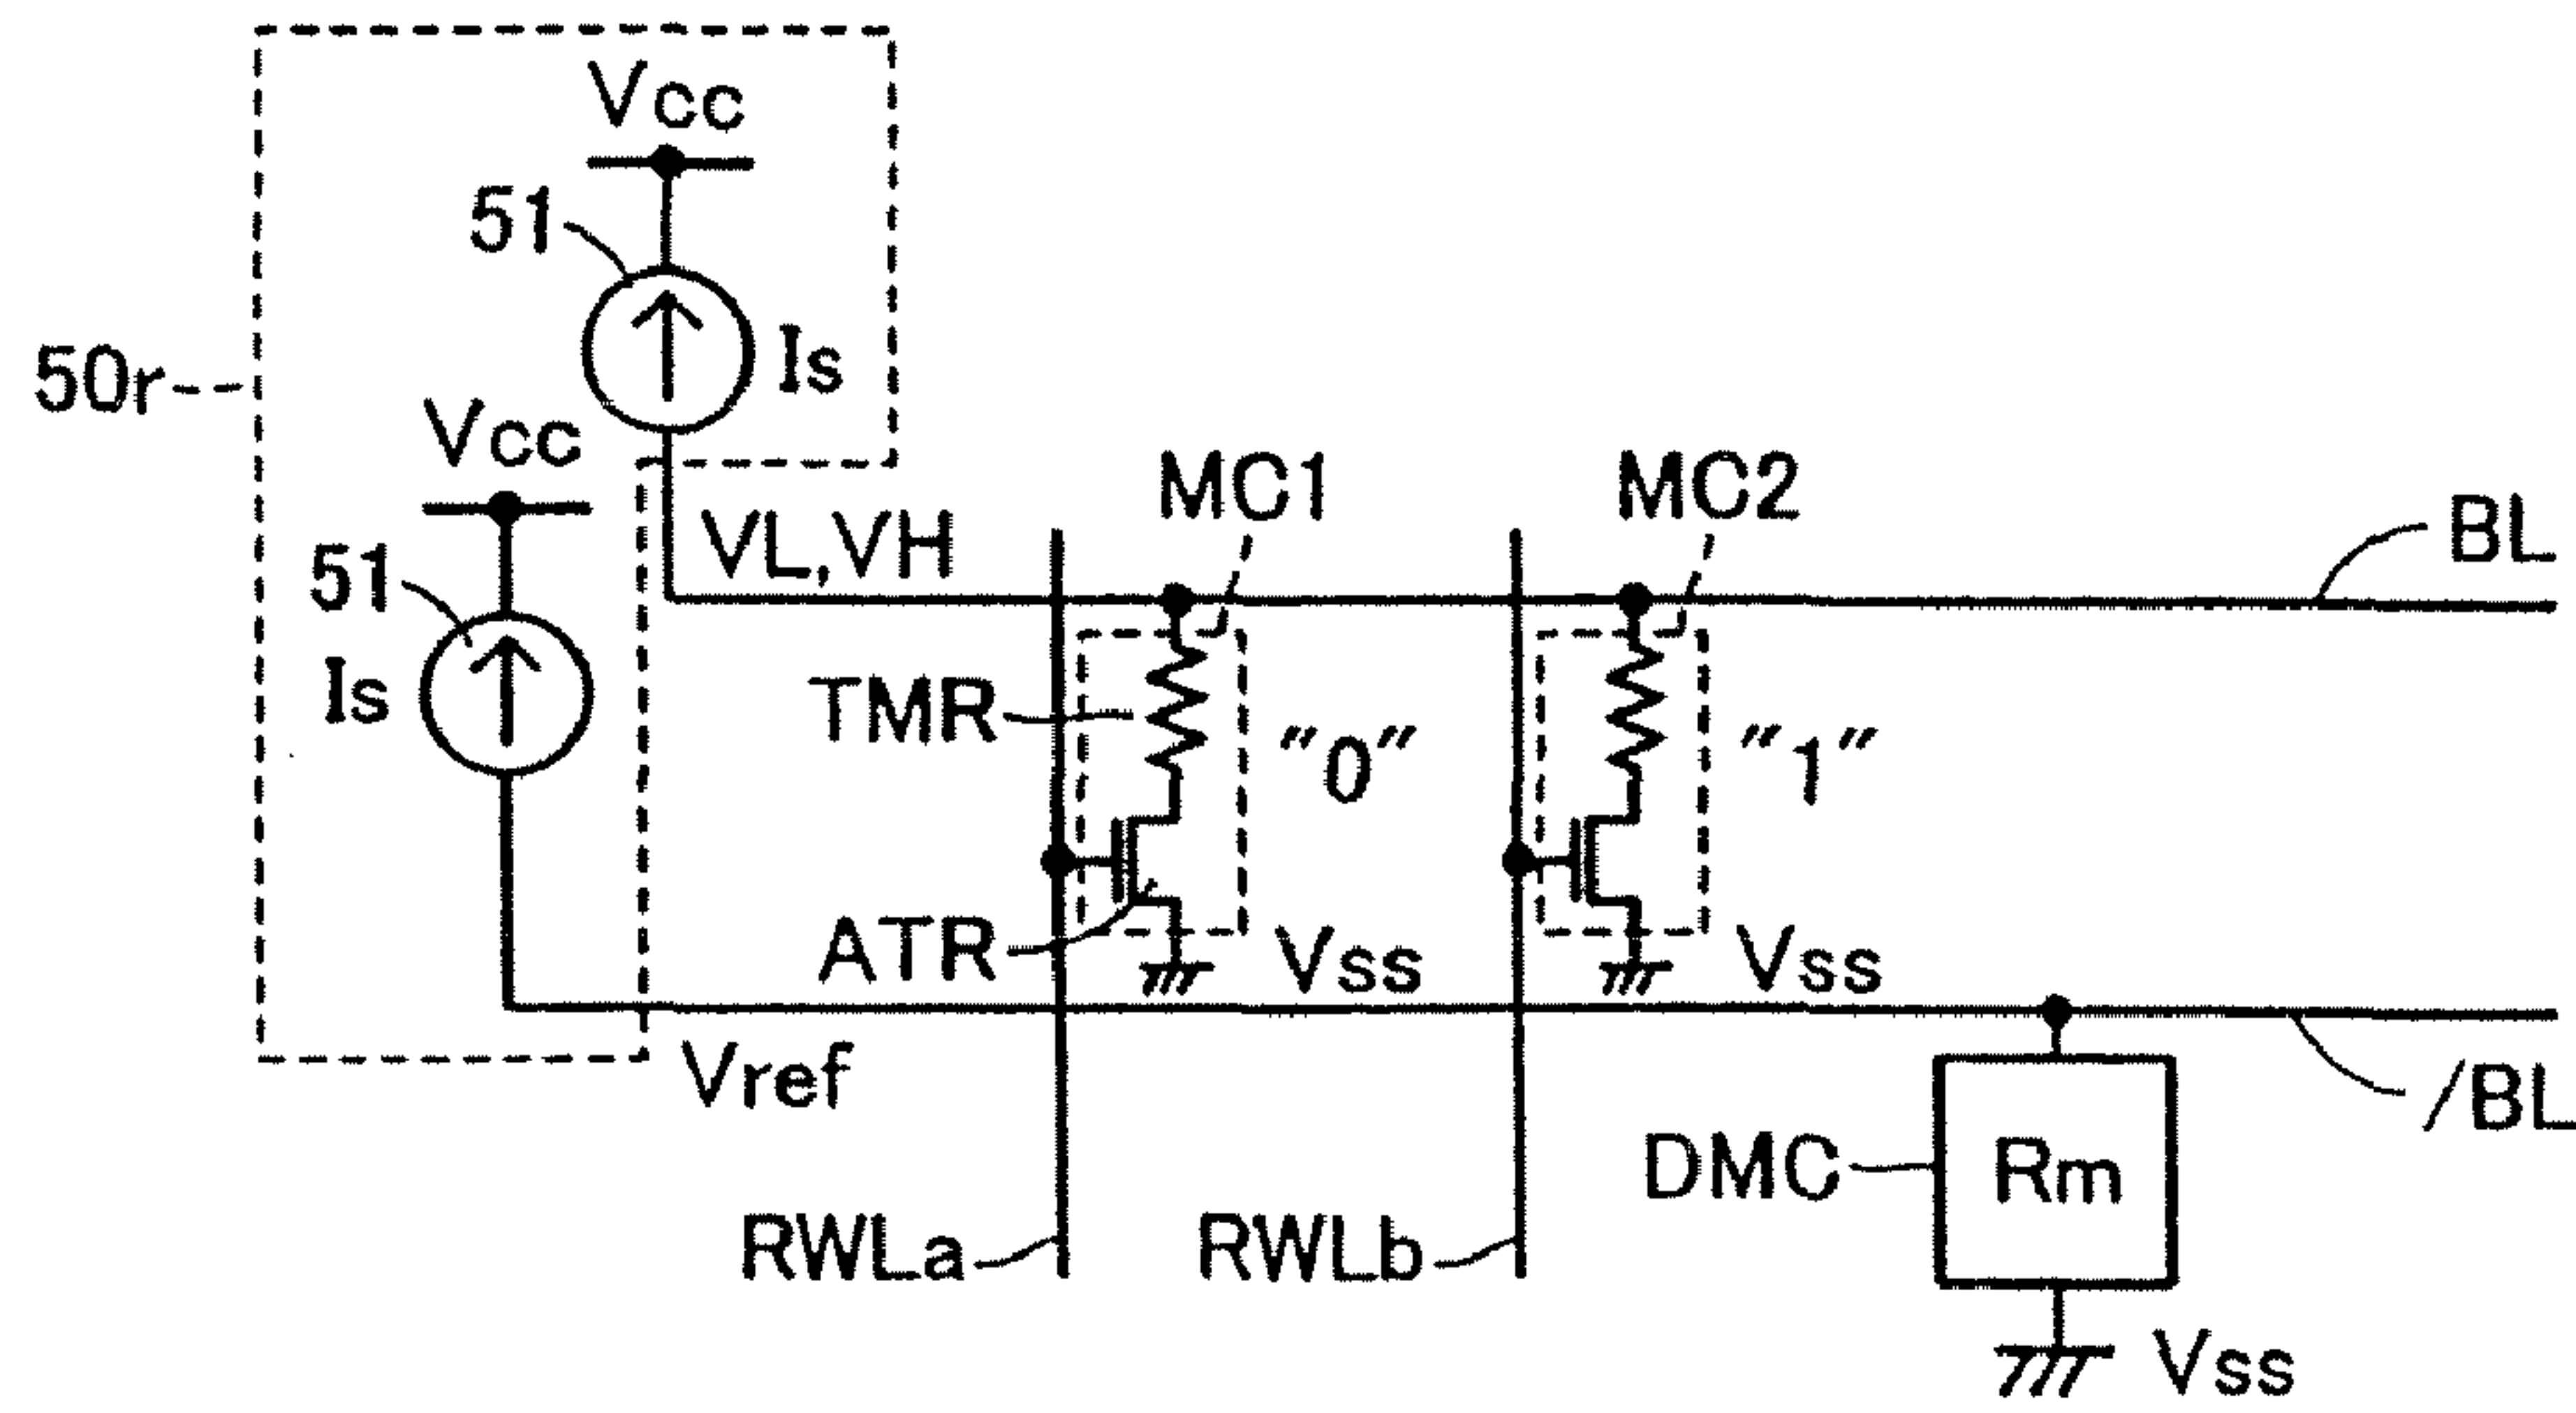 Vcc
51
Is
50r
Vcc
51
Is
VL,VH
MC1
MC2
BL
TMR
"0"
"1"
ATR
Vss
Vss
Vref
/BL
DMC
Rm
RWLa
RWLb
Vss